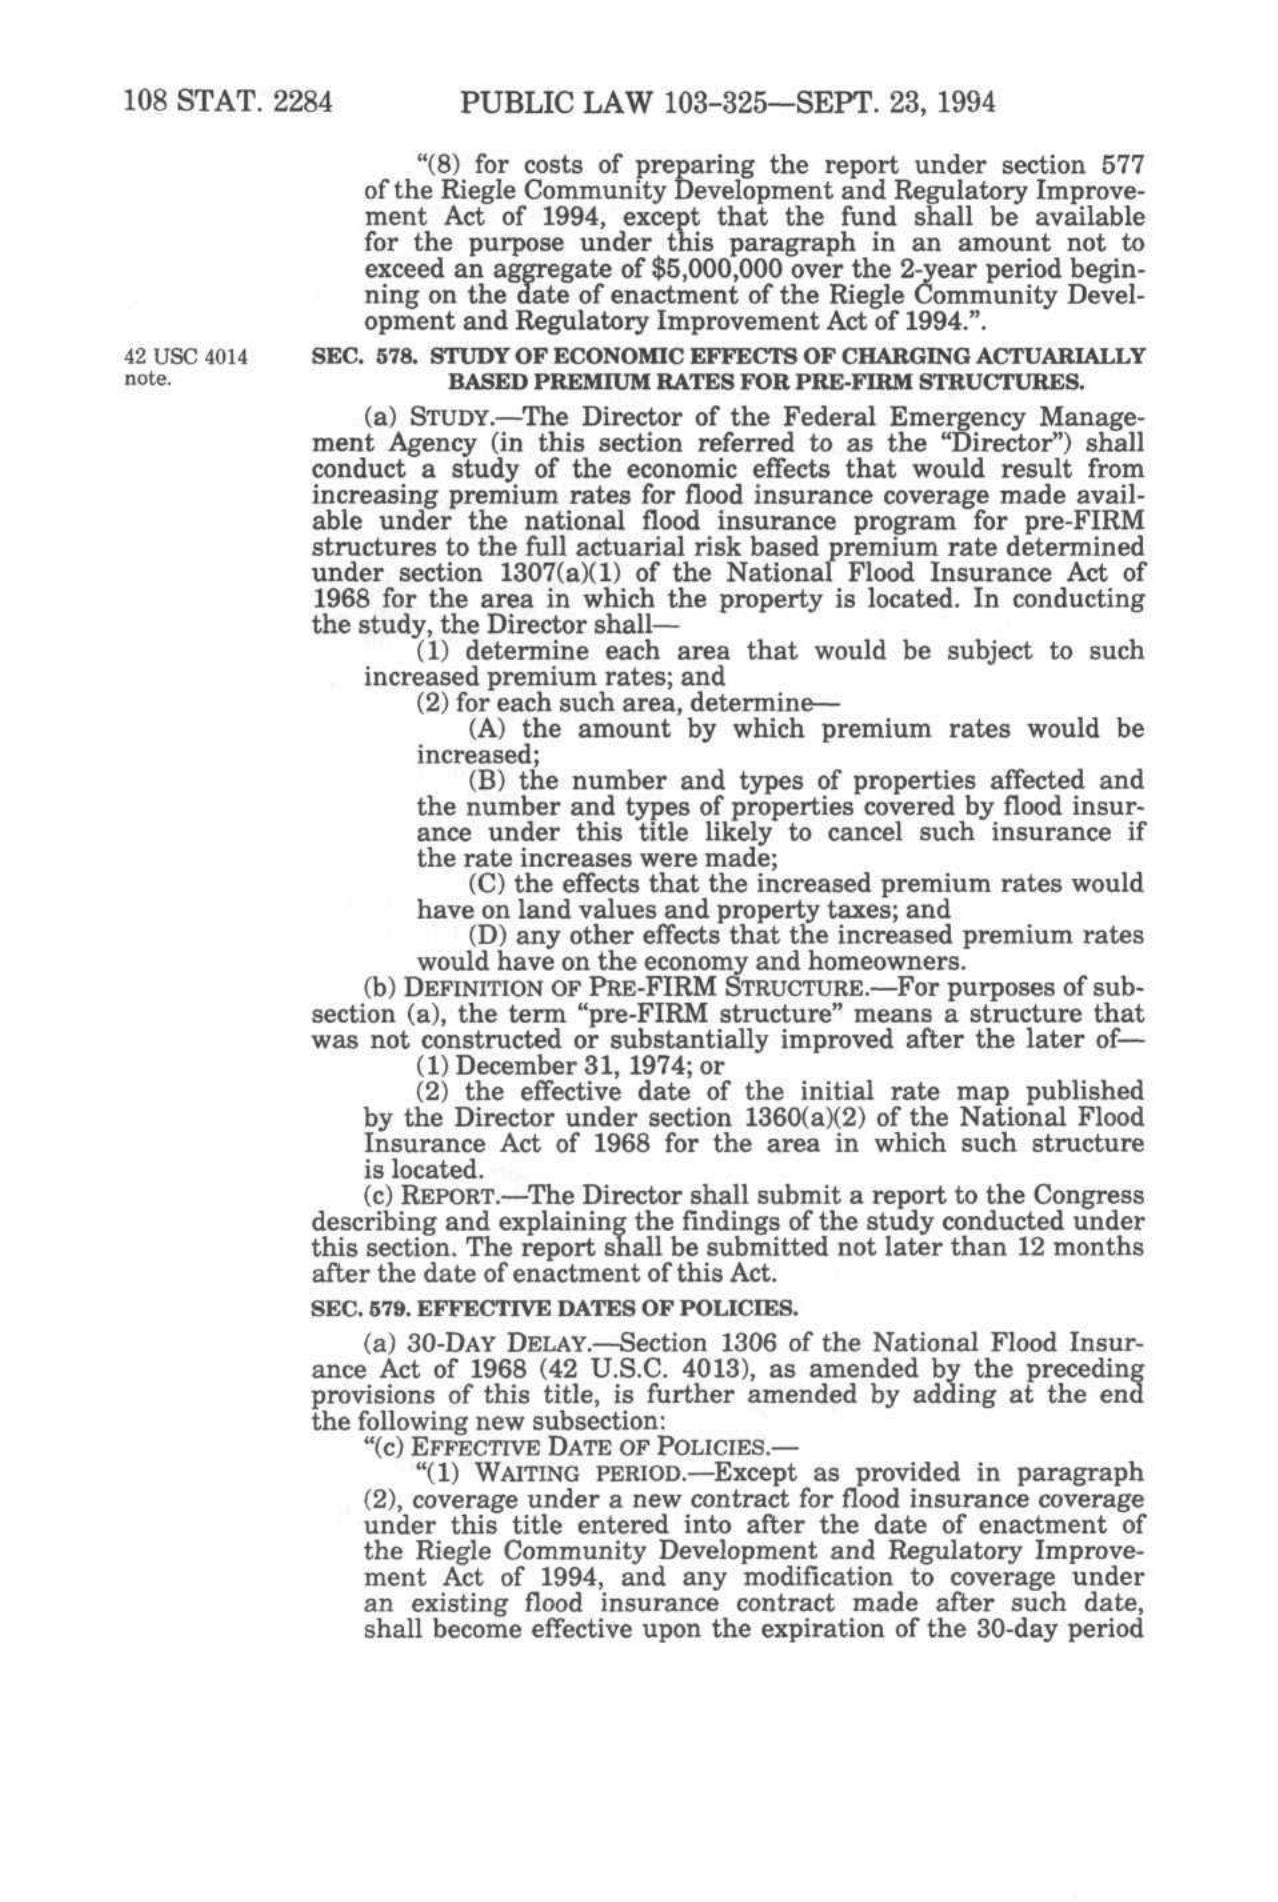 108 STAT. 2284 PUBLIC LAW 103-325—SEPT. 23, 1994
“(8) for costs of preparing the report under section 577
of the Riegle Community Development and Regulatory Improve-
ment Act of 1994, except that the fund shall be available
for the purpose under this paragraph in an amount not to
exceed an aggregate of $5,000,000 over the 2-year period begin-
ning on the date of enactment of the Riegle Community Devel-
opment and Regulatory Improvement Act of 1994.”.
42 USC 4014
note.
SEC. 578. STUDY OF ECONOMIC EFFECTS OF CHARGING ACTUARIALLY
BASED PREMIUM RATES FOR PRE-FIRM STRUCTURES.
(a) STUDY.—The Director of the Federal Emergency Manage-
ment Agency (in this section referred to as the “Director”) shall
conduct a study of the economic effects that would result from
increasing premium rates for flood insurance coverage made avail-
able under the national flood insurance program for pre-FIRM
structures to the full actuarial risk based premium rate determined
under section 1307(a)(1) of the National Flood Insurance Act of
1968 for the area in which the property is located. In conducting
the study, the Director shall—
(1) determine each area that would be subject to such
increased premium rates; and
(2) for each such area, determine—
(A) the amount by which premium rates would be
increased;
(B) the number and types of properties affected and
the number and types of properties covered by flood insur-
ance under this title likely to cancel such insurance if
the rate increases were made;
(C) the effects that the increased premium rates would
have on land values and property taxes; and
(D) any other effects that the increased premium rates
would have on the economy and homeowners.
(b) DEFINITION OF PRE-FIRM STRUCTURE.—For purposes of sub-
section (a), the term “pre-FIRM structure” means a structure that
was not constructed or substantially improved after the later of—
(1) December 31, 1974; or
(2) the effective date of the initial rate map published
by the Director under section 1360(a)(2) of the National Flood
Insurance Act of 1968 for the area in which such structure
is located.
(c) REPORT.—The Director shall submit a report to the Congress
describing and explaining the findings of the study conducted under
this section. The report shall be submitted not later than 12 months
after the date of enactment of this Act.
SEC. 579. EFFECTIVE DATES OF POLICIES.
(a) 30-DAY DELAY.—Section 1306 of the National Flood Insur-
ance Act of 1968 (42 U.S.C. 4013), as amended by the preceding
provisions of this title, is further amended by adding at the end
the following new subsection:
“(c) EFFECTIVE DATE OF POLICIES.—
“(1) WAITING PERIOD.—Except as provided in paragraph
(2), coverage under a new contract for flood insurance coverage
under this title entered into after the date of enactment of
the Riegle Community Development and Regulatory Improve-
ment Act of 1994, and any modification to coverage under
an existing flood insurance contract made after such date,
shall become effective upon the expiration of the 30-day period